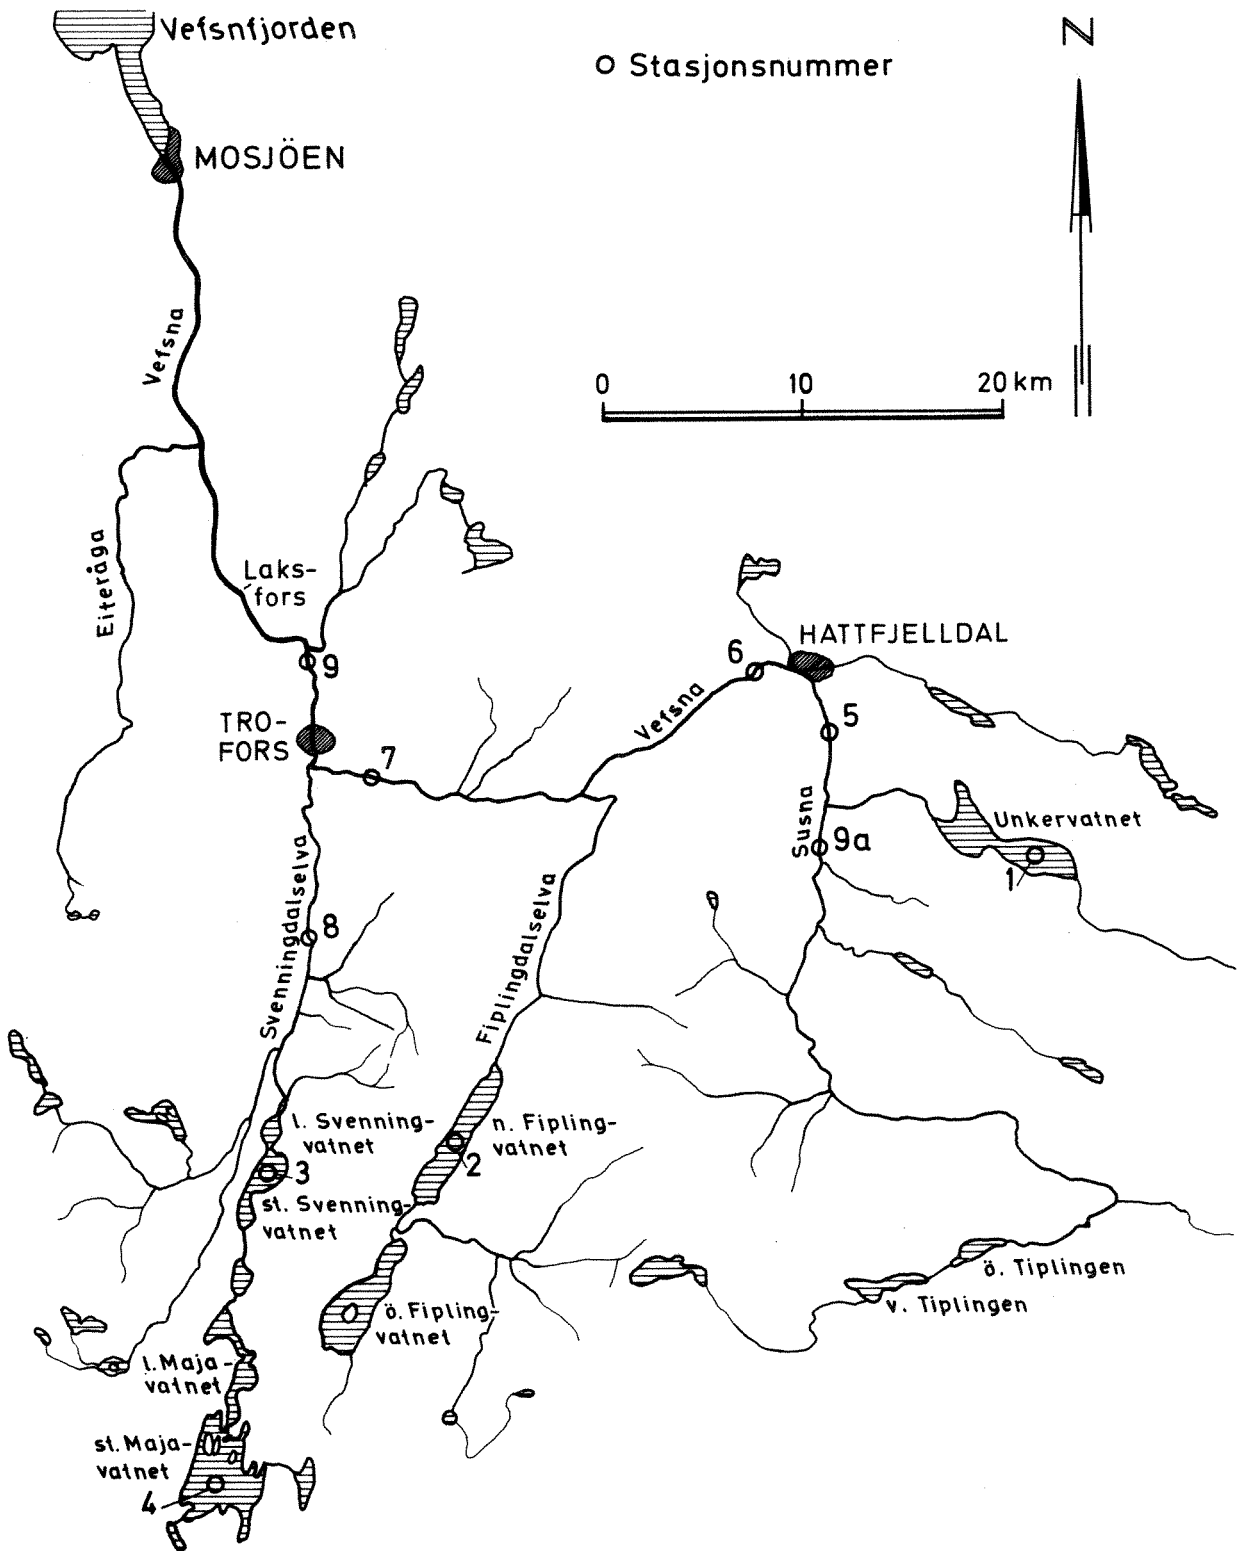 Vefsnfjorden
N
O Stasjonsnummer
MOSJÖEN
Vefsna
0 10 20 km
Eiteråga
Laks-
fors
9
HATTFJELLDAL
6
Vefsna
5
TRO-
FORS
7
Susna
9a
Unkervatnet
1
Svenningdalselva
8
Fiplingdalselva
l. Svenning-
vatnet
n. Fipling-
vatnet
2
3
st. Svenning-
vatnet
ö. Tiplingen
v. Tiplingen
ö. Fipling-
vatnet
l. Maja-
vatnet
st. Maja-
vatnet
4